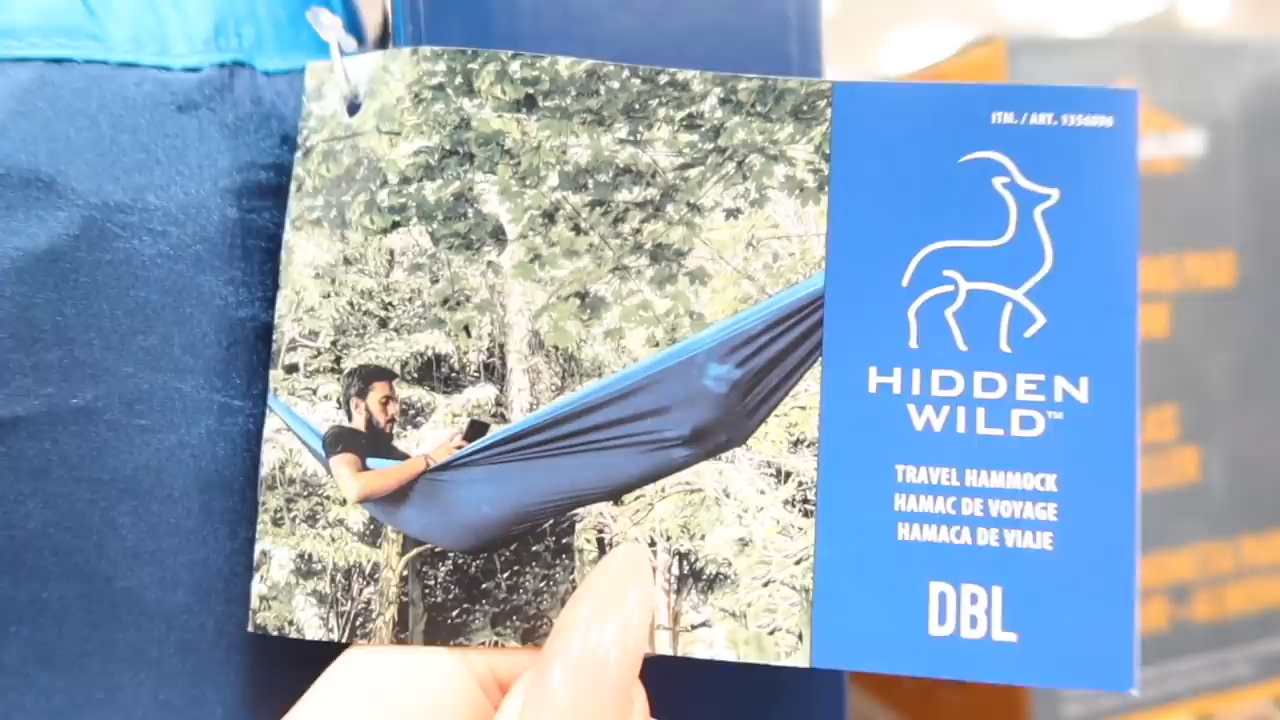 ITM. / ART.
HIDDEN
WILD™
TRAVEL HAMMOCK
HAMAC DE VOYAGE
HAMACA DE VIAJE
DBL